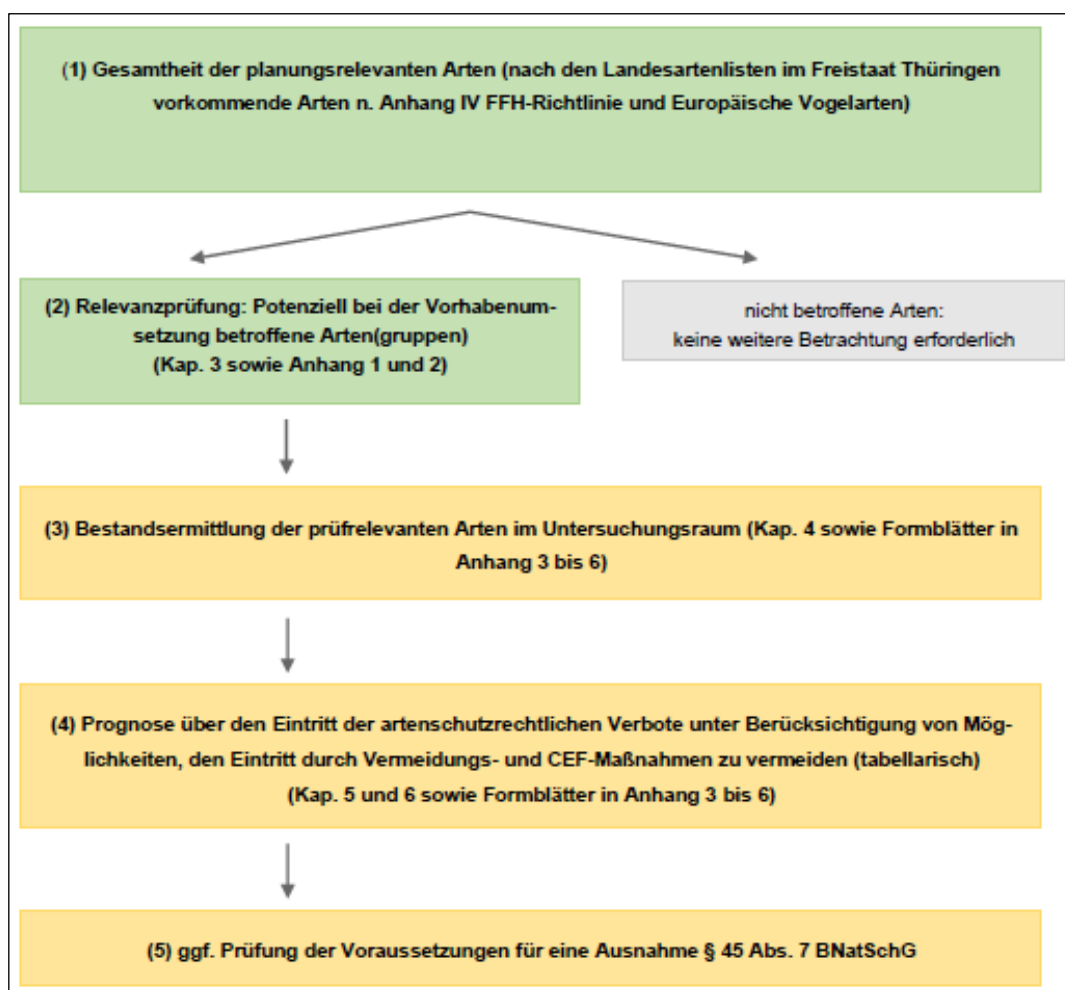 (1) Gesamtheit der planungsrelevanten Arten (nach den Landesartenlisten im Freistaat Thüringen
vorkommende Arten n. Anhang IV FFH-Richtlinie und Europäische Vogelarten)
(2) Relevanzprüfung: Potenziell bei der Vorhabenum-
setzung betroffene Arten(gruppen)
(Kap. 3 sowie Anhang 1 und 2)
nicht betroffene Arten:
keine weitere Betrachtung erforderlich
(3) Bestandsermittlung der prüfrelevanten Arten im Untersuchungsraum (Kap. 4 sowie Formblätter in
Anhang 3 bis 6)
(4) Prognose über den Eintritt der artenschutzrechtlichen Verbote unter Berücksichtigung von Mög-
lichkeiten, den Eintritt durch Vermeidungs- und CEF-Maßnahmen zu vermeiden (tabellarisch)
(Kap. 5 und 6 sowie Formblätter in Anhang 3 bis 6)
(5) ggf. Prüfung der Voraussetzungen für eine Ausnahme § 45 Abs. 7 BNatSchG